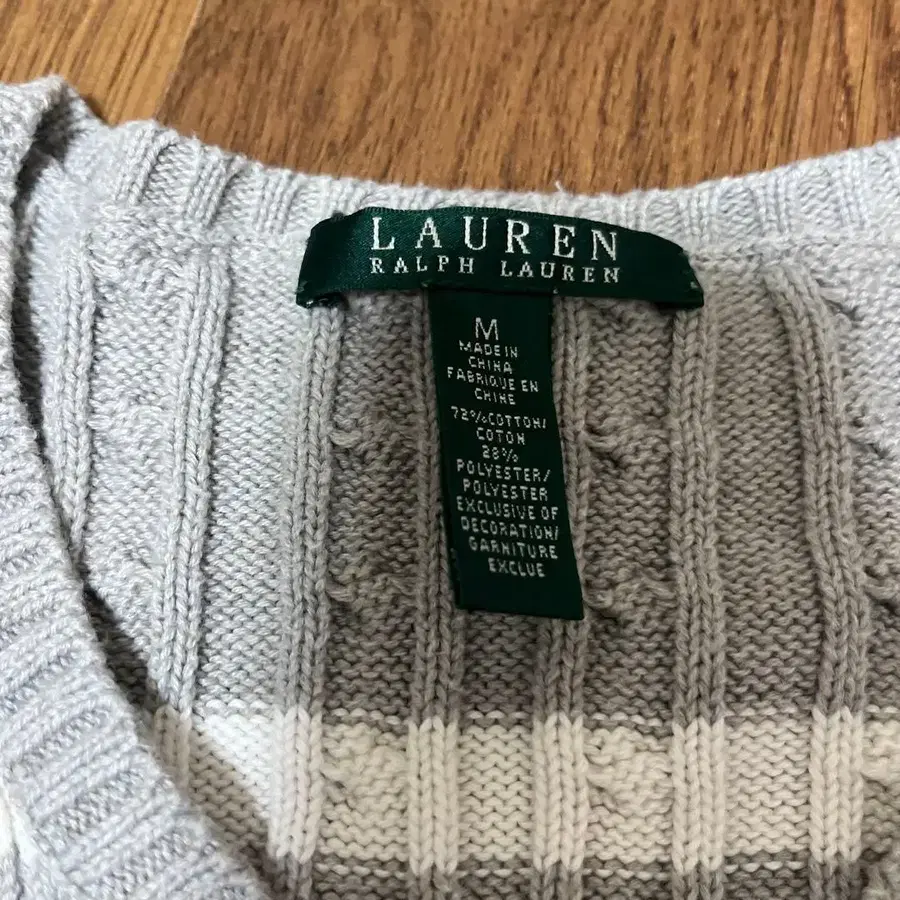 LAUREN
RALPH LAUREN
M
MADE IN
CHINA
FABRIQUE EN
CHINE
72%COTTON/
COTON
28%
POLYESTER/
POLYESTER
EXCLUSIVE OF
DECORATION/
GARNITURE
EXCLUE